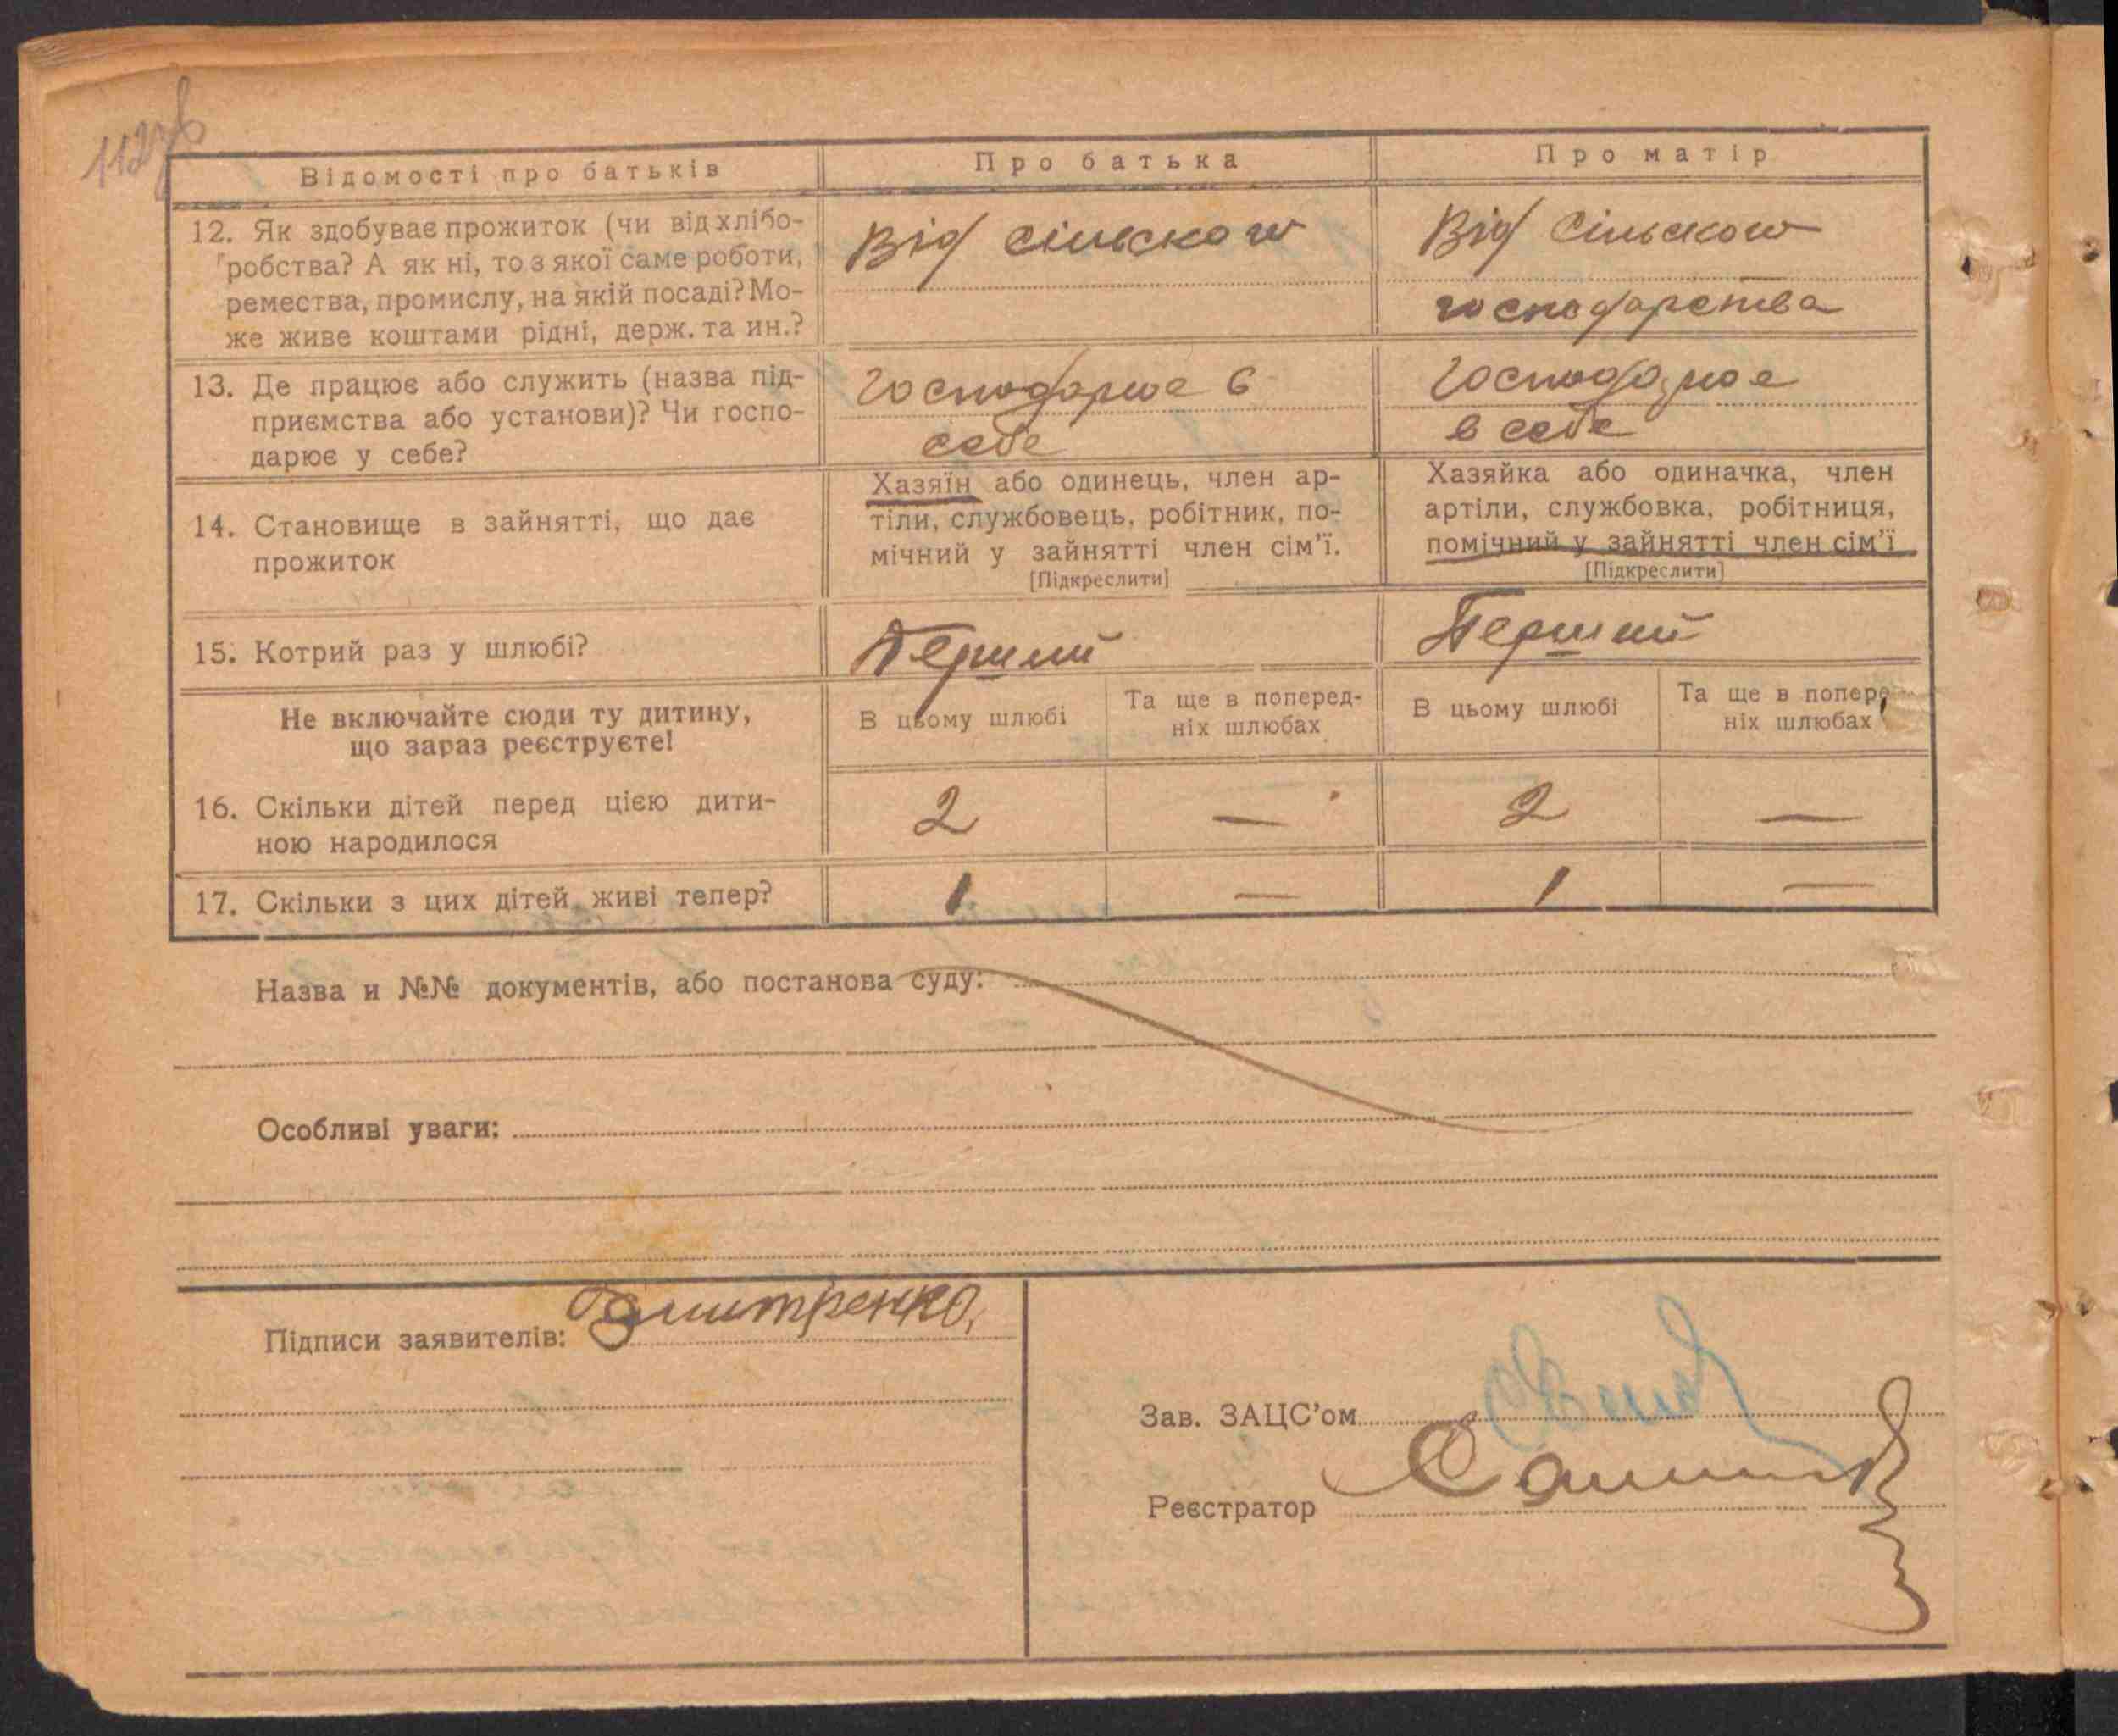 112зв
Відомості про батьків
Про батька
Про матір
12. Як здобуває прожиток (чи від хлібо-
робства? А як ні, то з якої саме роботи,
ремества, промислу, на якій посаді? Мо-
же живе коштами рідні, держ. та ин.?
Від сільского
Від сільского
господарства
13. Де працює або служить (назва під-
приємства або установи)? Чи госпо-
дарює у себе?
Господарює в
себе
Господарює
в себе
14. Становище в зайнятті, що дає
прожиток
Хазяїн або одинець, член ар-
тіли, службовець, робітник, по-
мічний у зайнятті член сім'ї.
[Підкреслити]
Хазяйка або одиначка, член
артіли, службовка, робітниця,
помічний у зайнятті член сім'ї
[Підкреслити]
15. Котрий раз у шлюбі?
Перший
Перший
Не включайте сюди ту дитину,
що зараз реєструєте!
В цьому шлюбі
Та ще в поперед-
ніх шлюбах
В цьому шлюбі
Та ще в попере
ніх шлюбах
16. Скільки дітей перед цією дити-
ною народилося
2
—
2
—
17. Скільки з цих дітей живі тепер?
1
—
1
—
Назва и №№ документів, або постанова суду:
Особливі уваги:
Підписи заявителів:
Дмитренко
Зав. ЗАЦС'ом
Реєстратор